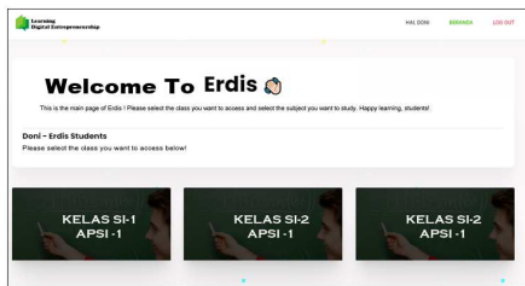 Learning
Digital Entrepreneurship
HAI, DONI BERANDA LOG OUT
Welcome To Erdis
This is the main page of Erdis ! Please select the class you want to access and select the subject you want to study. Happy learning, students!
Doni - Erdis Students
Please select the class you want to access below!
KELAS SI-1
APSI -1
KELAS SI-2
APSI -1
KELAS SI-2
APSI -1